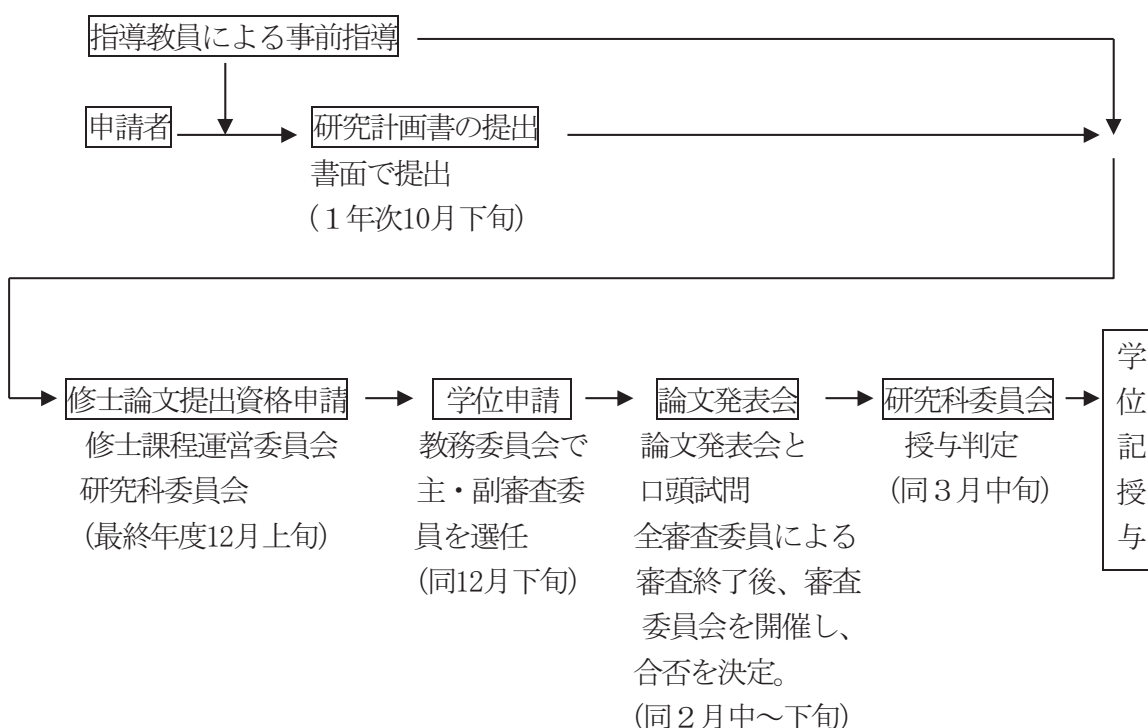 指導教員による事前指導
申請者
研究計画書の提出
書面で提出
(１年次10月下旬)
修士論文提出資格申請
修士課程運営委員会
研究科委員会
(最終年度12月上旬)
学位申請
教務委員会で
主・副審査委
員を選任
(同12月下旬)
論文発表会
論文発表会と
口頭試問
全審査委員による
審査終了後、審査
委員会を開催し、
合否を決定。
(同２月中～下旬)
研究科委員会
授与判定
(同３月中旬)
学位記授与